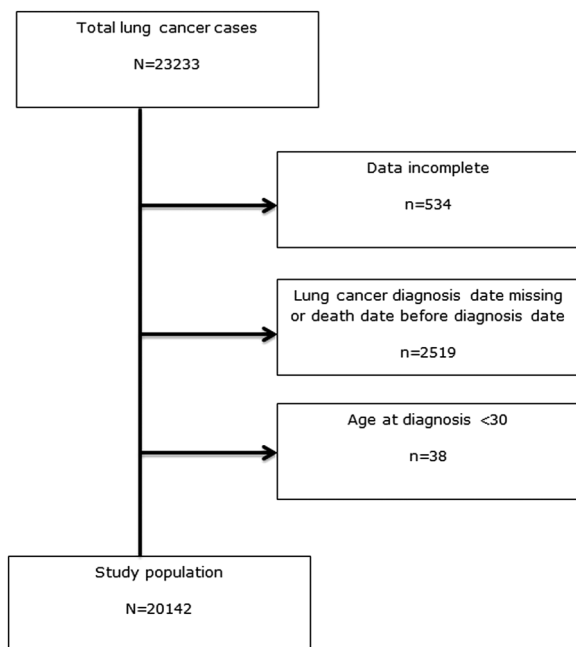 Total lung cancer cases
N=23233
Data incomplete
n=534
Lung cancer diagnosis date missing
or death date before diagnosis date
n=2519
Age at diagnosis <30
n=38
Study population
N=20142